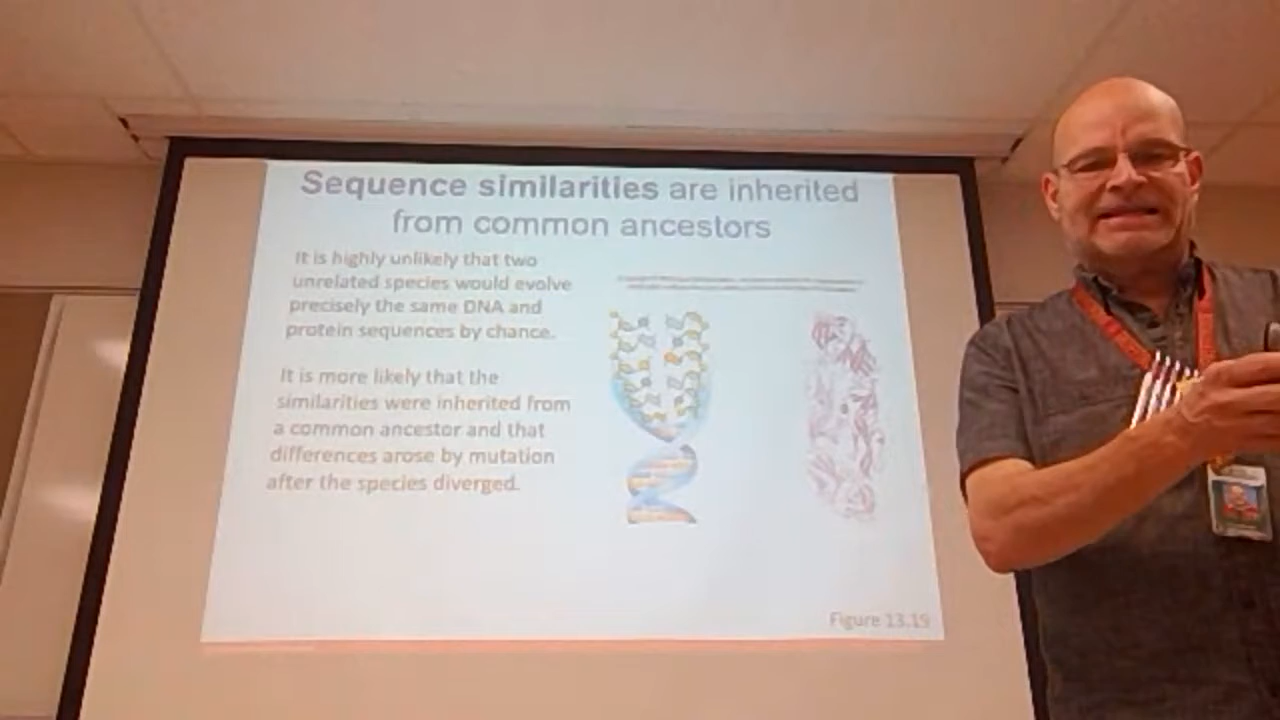 Sequence similarities are inherited
from common ancestors
It is highly unlikely that two
unrelated species would evolve
precisely the same DNA and
protein sequences by chance.
It is more likely that the
similarities were inherited from
a common ancestor and that
differences arose by mutation
after the species diverged.
Figure 13.19